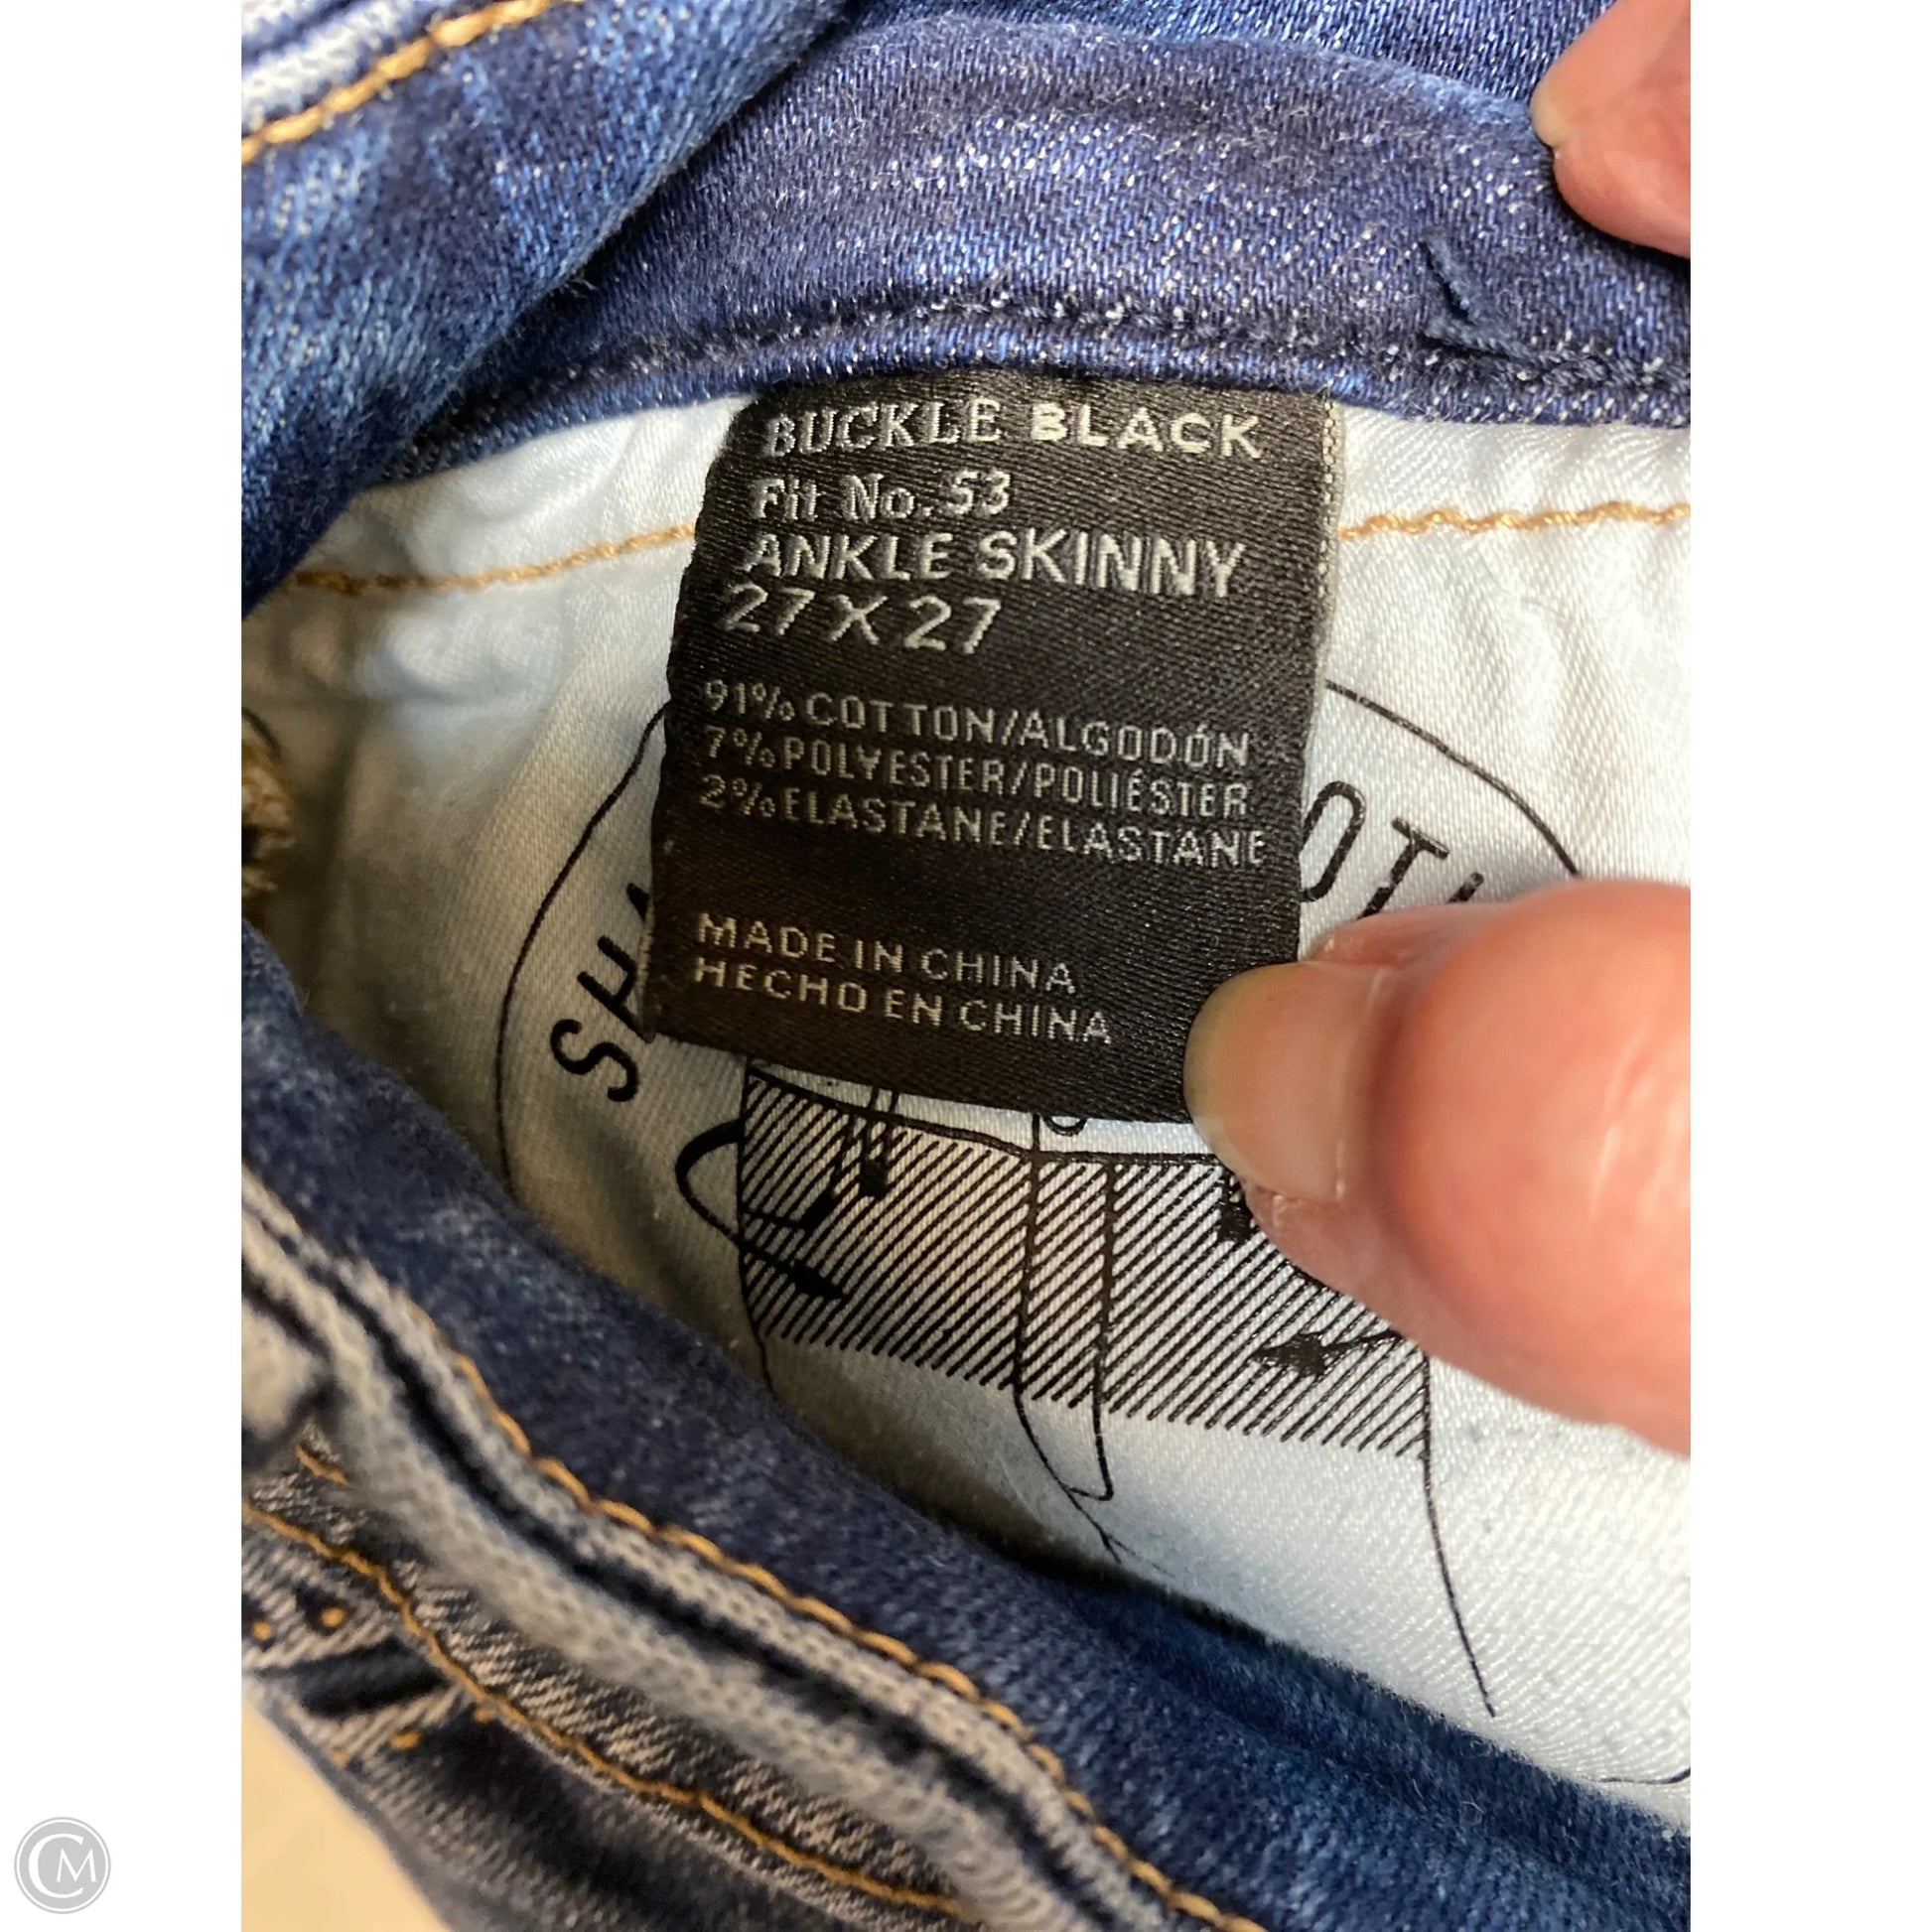 BUCKLE BLACK
Fit No.53
ANKLE SKINNY
27 X 27
91% COTTON/ALGODÓN
7% POLYESTER/POLIÉSTER
2% ELASTANE/ELASTANE
MADE IN CHINA
HECHO EN CHINA
CM